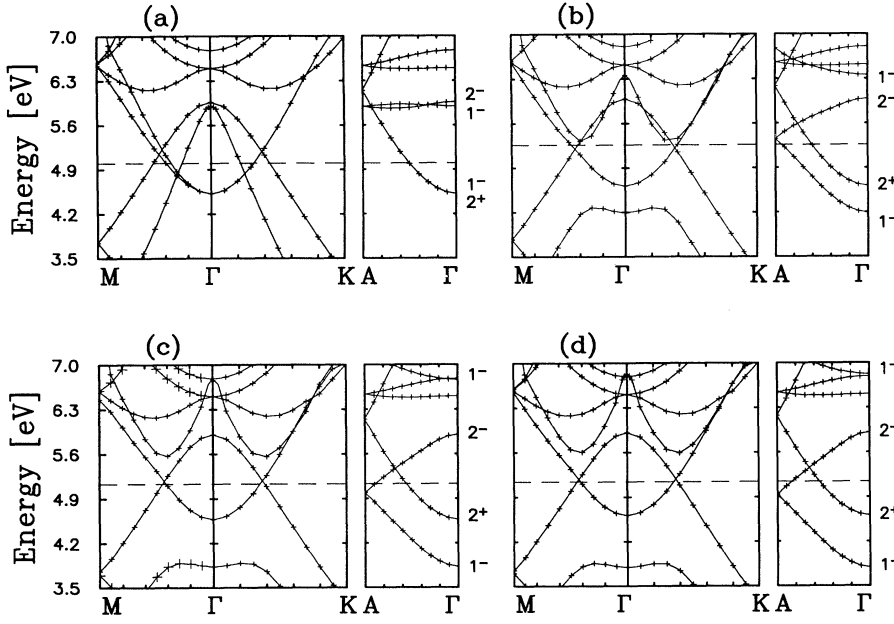 (a)
(b)
7.0
6.3
5.6
4.9
4.2
3.5
Energy [eV]
2−
1−
1−
2+
1−
2−
2+
1−
M Γ K A Γ
M Γ K A Γ
(c)
(d)
7.0
6.3
5.6
4.9
4.2
3.5
Energy [eV]
1−
2−
2+
1−
1−
2−
2+
1−
M Γ K A Γ
M Γ K A Γ